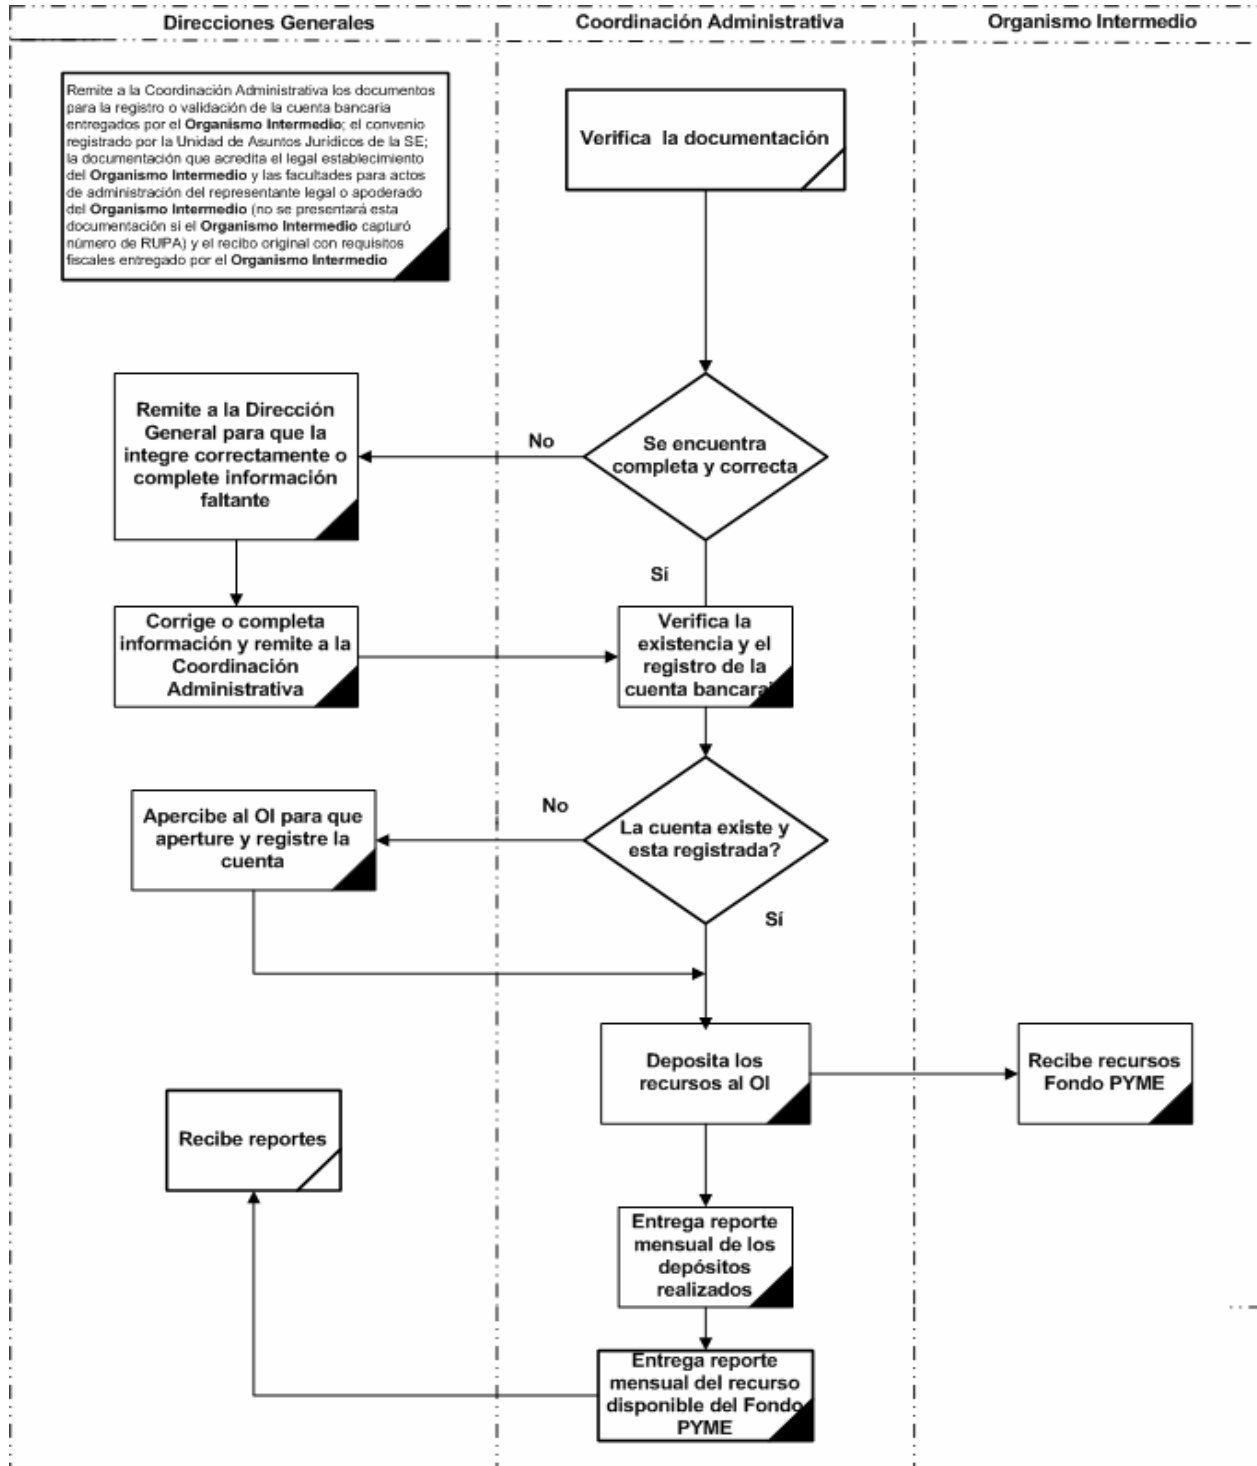 Direcciones Generales
Coordinación Administrativa
Organismo Intermedio
Remite a la Coordinación Administrativa los documentos
para la registro o validación de la cuenta bancaria
entregados por el Organismo Intermedio; el convenio
registrado por la Unidad de Asuntos Jurídicos de la SE;
la documentación que acredita el legal establecimiento
del Organismo Intermedio y las facultades para actos
de administración del representante legal o apoderado
del Organismo Intermedio (no se presentará esta
documentación si el Organismo Intermedio capturó
número de RUPA) y el recibo original con requisitos
fiscales entregado por el Organismo Intermedio
Verifica la documentación
Remite a la Dirección
General para que la
integre correctamente o
complete información
faltante
No
Se encuentra
completa y correcta
Sí
Corrige o completa
información y remite a la
Coordinación
Administrativa
Verifica la
existencia y el
registro de la
cuenta
Apercibe al OI para que
aperture y registre la
cuenta
No
La cuenta existe y
esta registrada?
Sí
Deposita los
recursos al OI
Recibe recursos
Fondo PYME
Recibe reportes
Entrega reporte
mensual de los
depósitos
realizados
Entrega reporte
mensual del recurso
disponible del Fondo
PYME